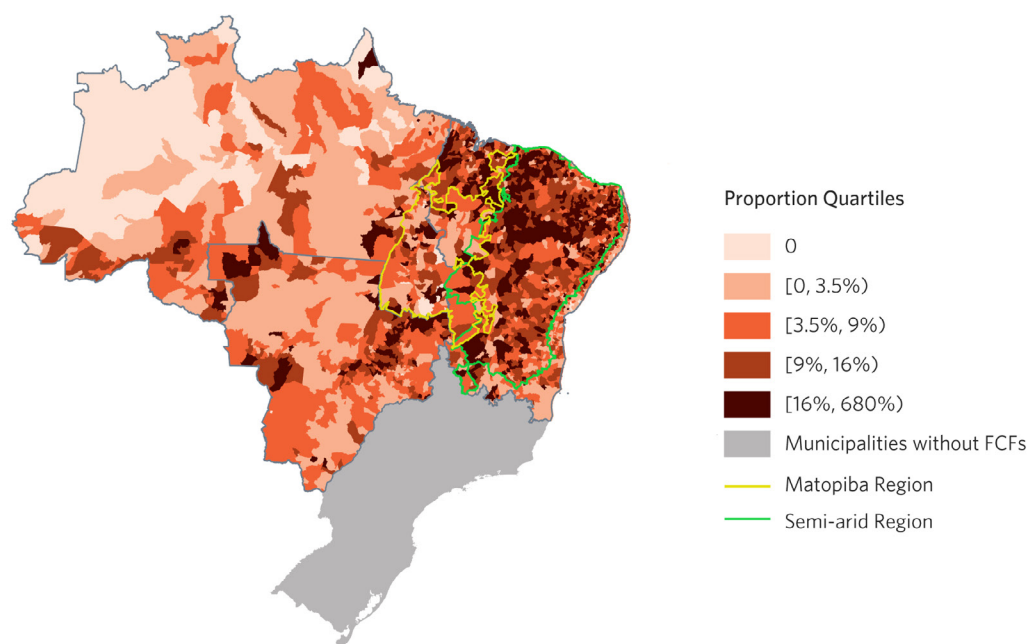 Proportion Quartiles
0
[0, 3.5%)
[3.5%, 9%)
[9%, 16%)
[16%, 680%)
Municipalities without FCFs
Matopiba Region
Semi-arid Region